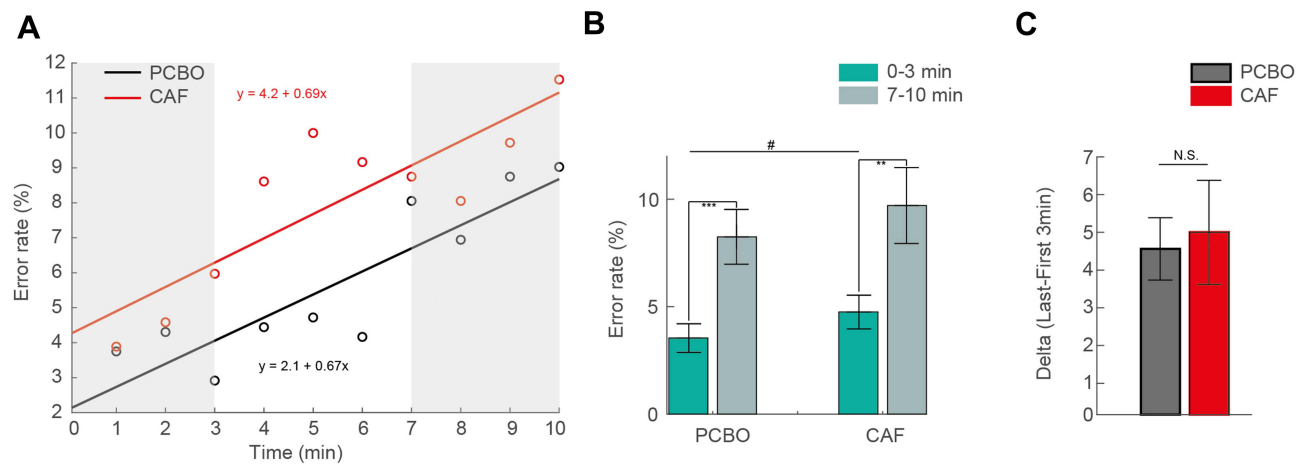 A
Error rate (%)
12
11
10
9
8
7
6
5
4
3
2
PCBO
CAF
y = 4.2 + 0.69x
y = 2.1 + 0.67x
0 1 2 3 4 5 6 7 8 9 10
Time (min)
B
0-3 min
7-10 min
Error rate (%)
10
5
0
#
***
**
PCBO CAF
C
PCBO
CAF
Delta (Last-First 3min)
7
6
5
4
3
2
1
0
N.S.